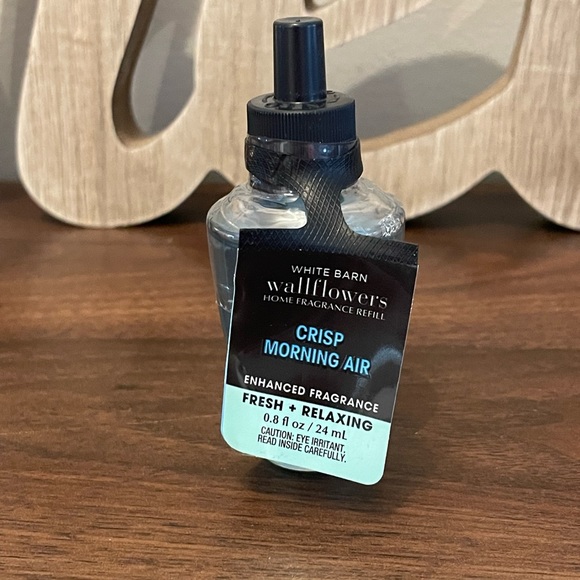 WHITE BARN
wallflowers
HOME FRAGRANCE REFILL
CRISP
MORNING AIR
ENHANCED FRAGRANCE
FRESH + RELAXING
0.8 fl oz / 24 mL
CAUTION: EYE IRRITANT.
READ INSIDE CAREFULLY.